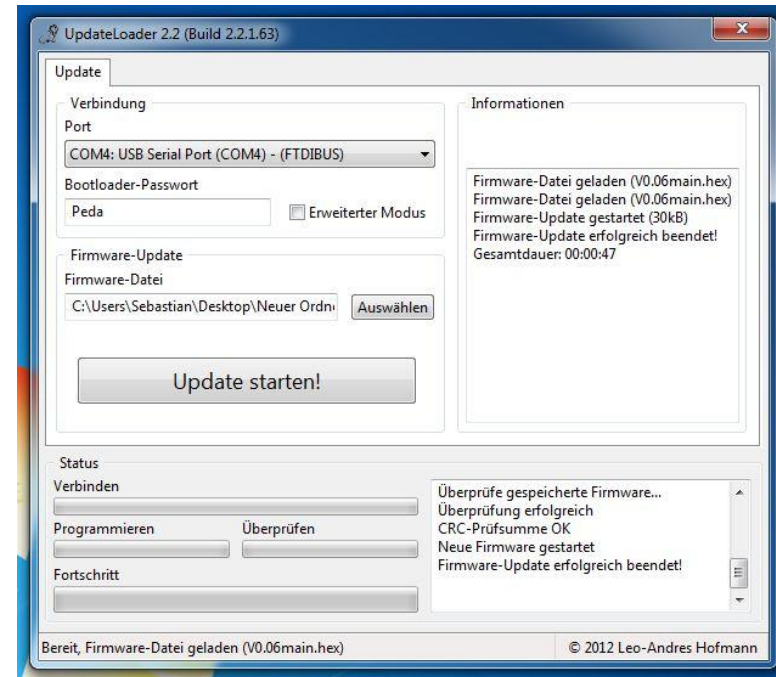 UpdateLoader 2.2 (Build 2.2.1.63)
Update
Verbindung
Port
COM4: USB Serial Port (COM4) - (FTDIBUS)
Bootloader-Passwort
Peda
Erweiterter Modus
Firmware-Update
Firmware-Datei
C:\Users\Sebastian\Desktop\Neuer Ordn
Auswählen
Update starten!
Informationen
Firmware-Datei geladen (V0.06main.hex)
Firmware-Datei geladen (V0.06main.hex)
Firmware-Update gestartet (30kB)
Firmware-Update erfolgreich beendet!
Gesamtdauer: 00:00:47
Status
Verbinden
Programmieren
Überprüfen
Fortschritt
Überprüfe gespeicherte Firmware...
Überprüfung erfolgreich
CRC-Prüfsumme OK
Neue Firmware gestartet
Firmware-Update erfolgreich beendet!
Bereit, Firmware-Datei geladen (V0.06main.hex)
© 2012 Leo-Andres Hofmann